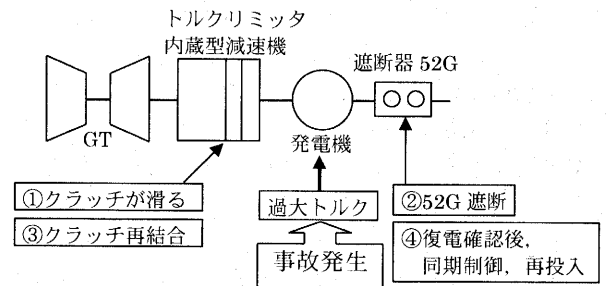 トルクリミッタ
内蔵型減速機
遮断器 52G
GT
発電機
①クラッチが滑る
③クラッチ再結合
過大トルク
事故発生
②52G 遮断
④復電確認後，
同期制御，再投入